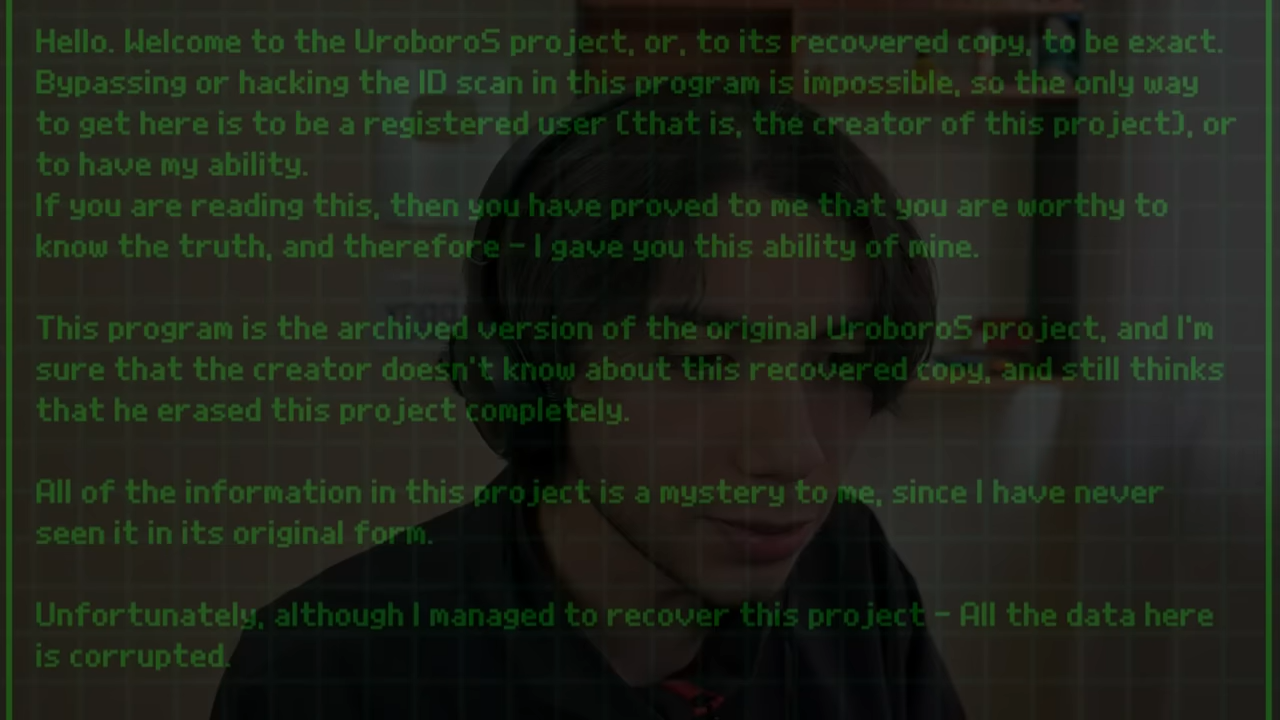 Hello. Welcome to the UroboroS project, or, to its recovered copy, to be exact.
Bypassing or hacking the ID scan in this program is impossible, so the only way
to get here is to be a registered user (that is, the creator of this project), or
to have my ability.
If you are reading this, then you have proved to me that you are worthy to
know the truth, and therefore - I gave you this ability of mine.
This program is the archived version of the original UroboroS project, and I'm
sure that the creator doesn't know about this recovered copy, and still thinks
that he erased this project completely.
All of the information in this project is a mystery to me, since I have never
seen it in its original form.
Unfortunately, although I managed to recover this project - All the data here
is corrupted.